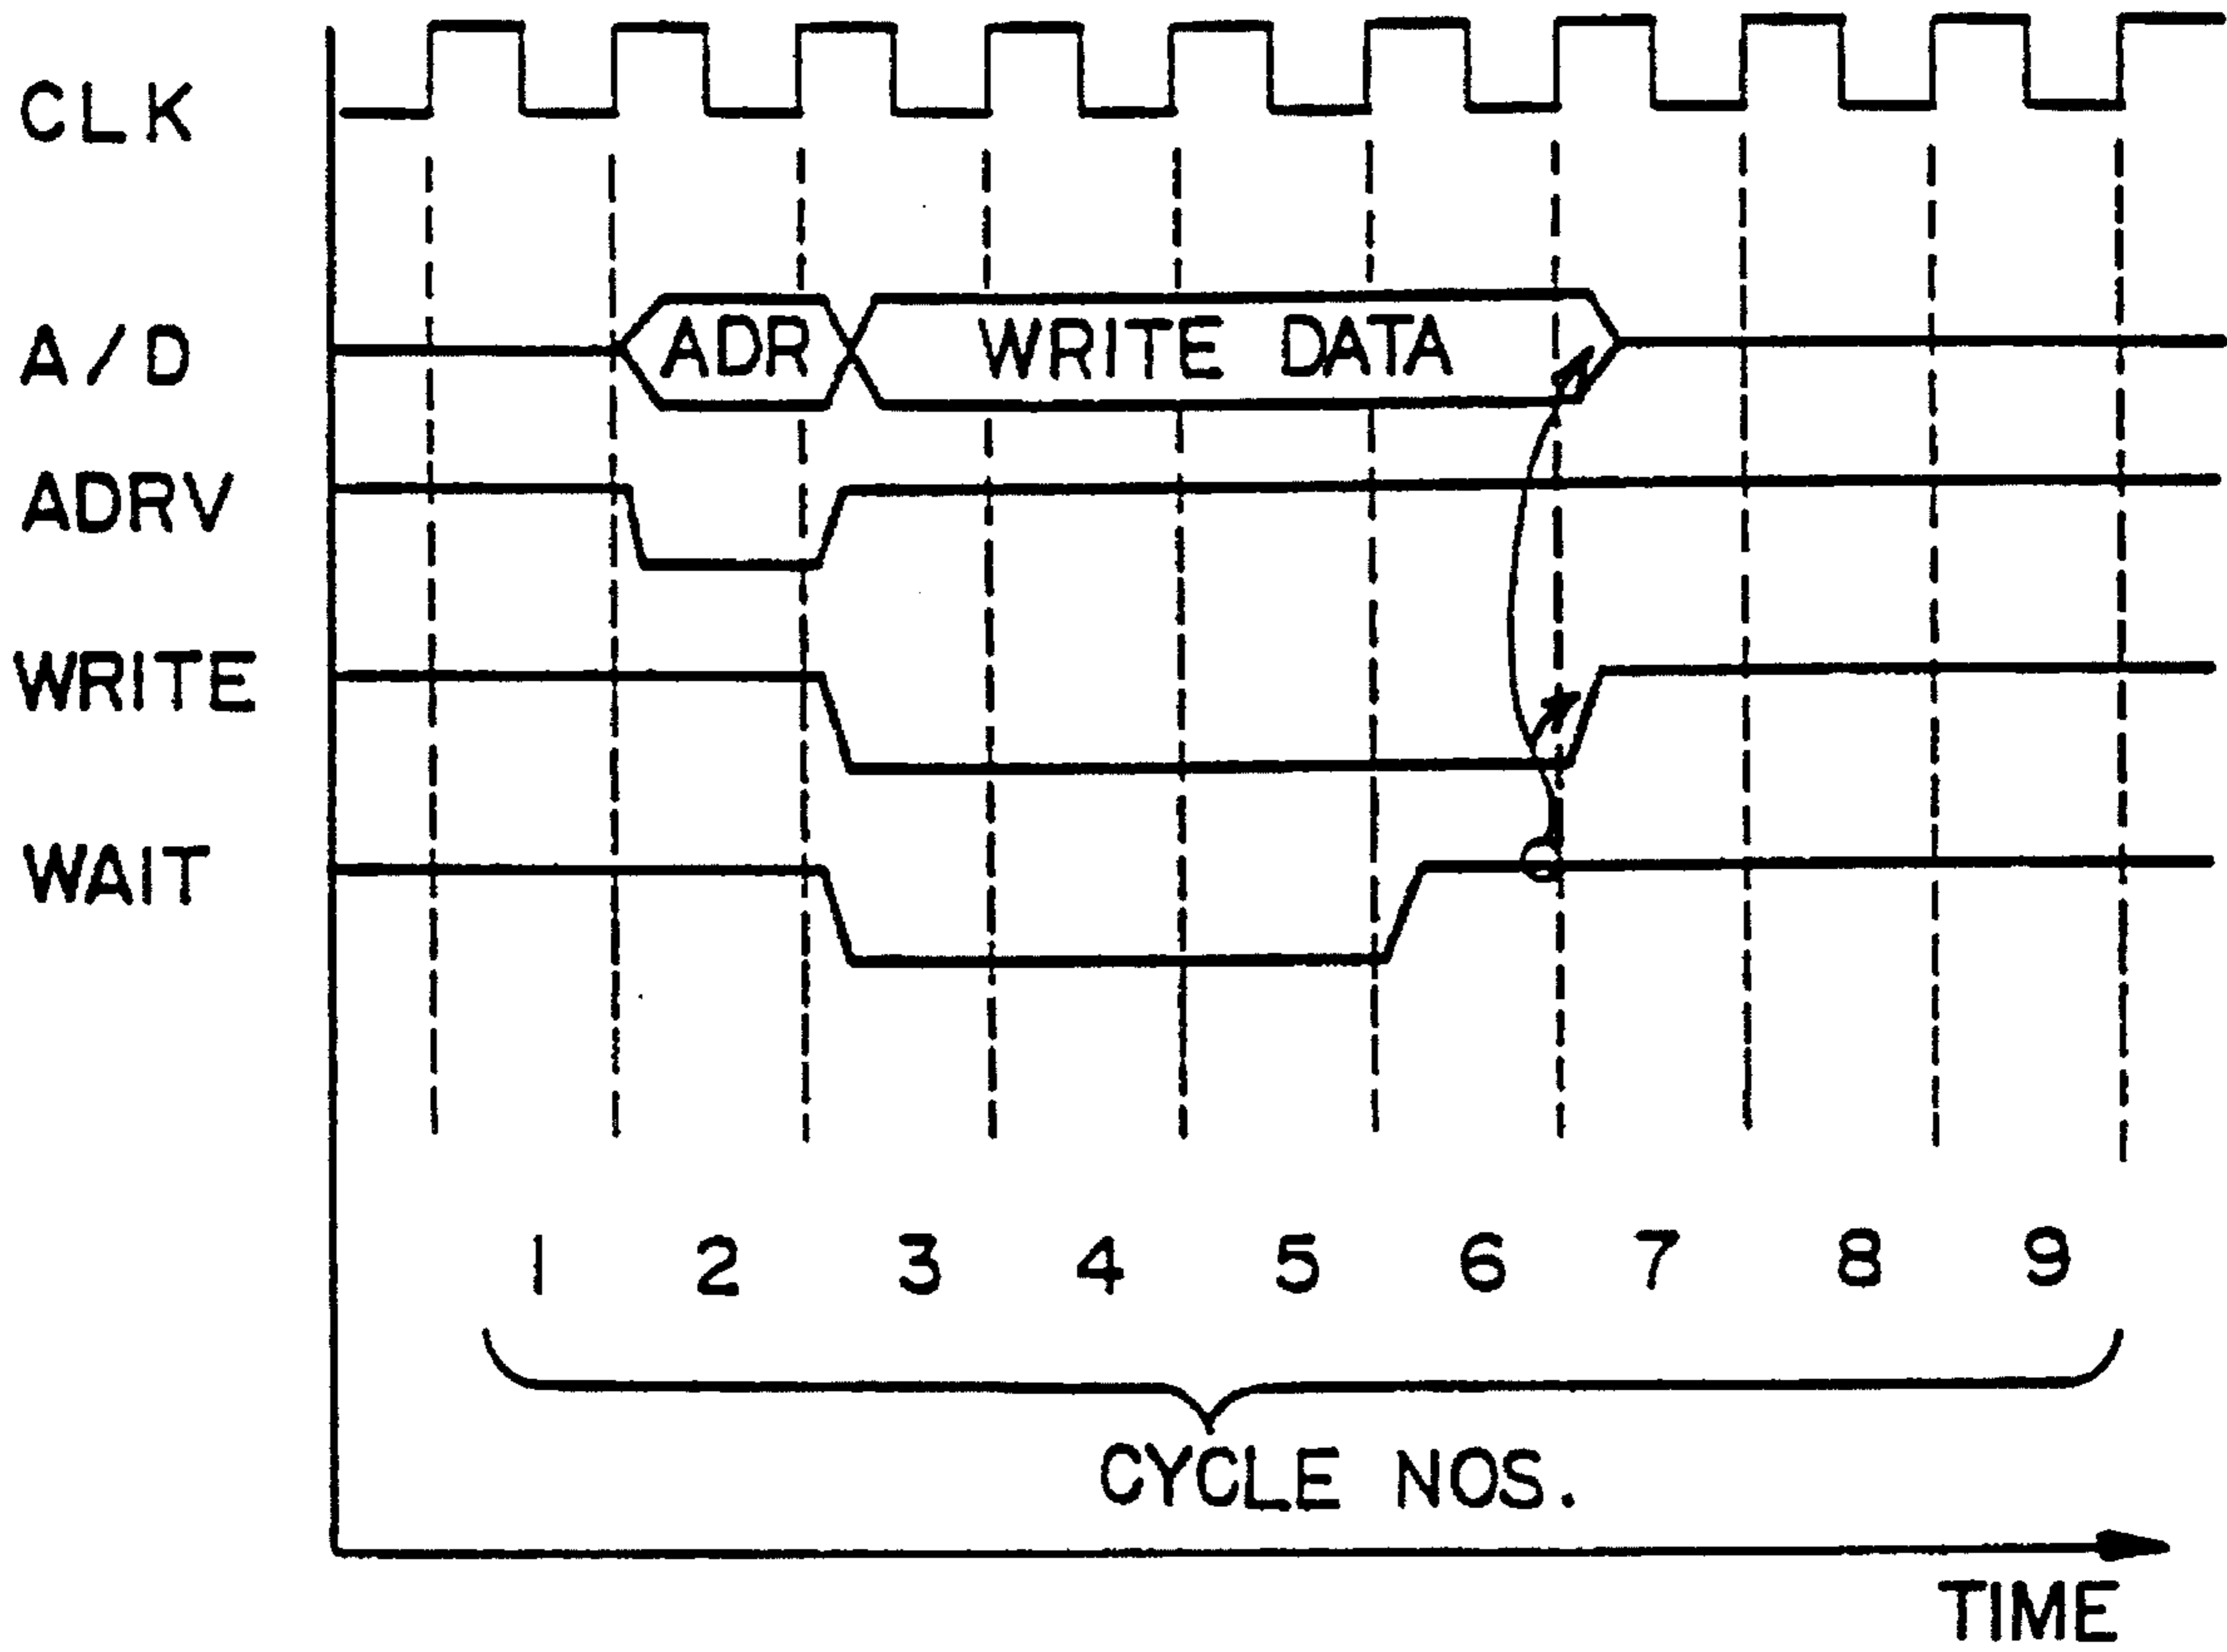 CLK
A/D
ADR WRITE DATA
ADRV
WRITE
WAIT
1 2 3 4 5 6 7 8 9
CYCLE NOS.
TIME